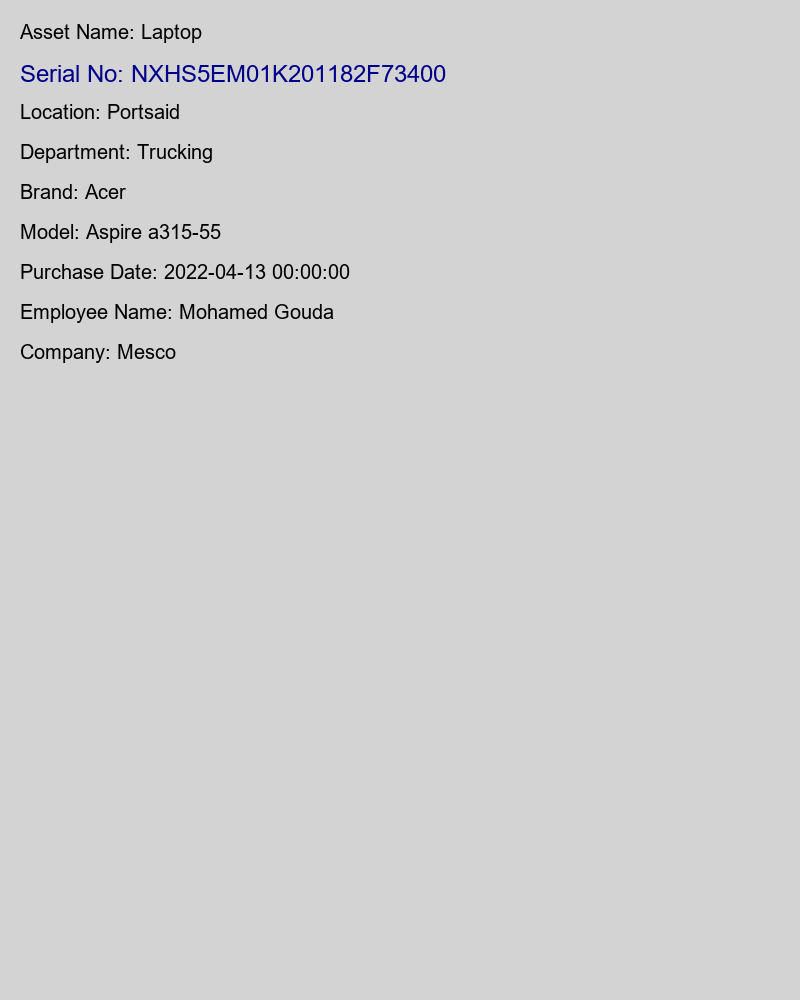 Asset Name: Laptop
Serial No: NXHS5EM01K201182F73400
Location: Portsaid
Department: Trucking
Brand: Acer
Model: Aspire a315-55
Purchase Date: 2022-04-13 00:00:00
Employee Name: Mohamed Gouda
Company: Mesco